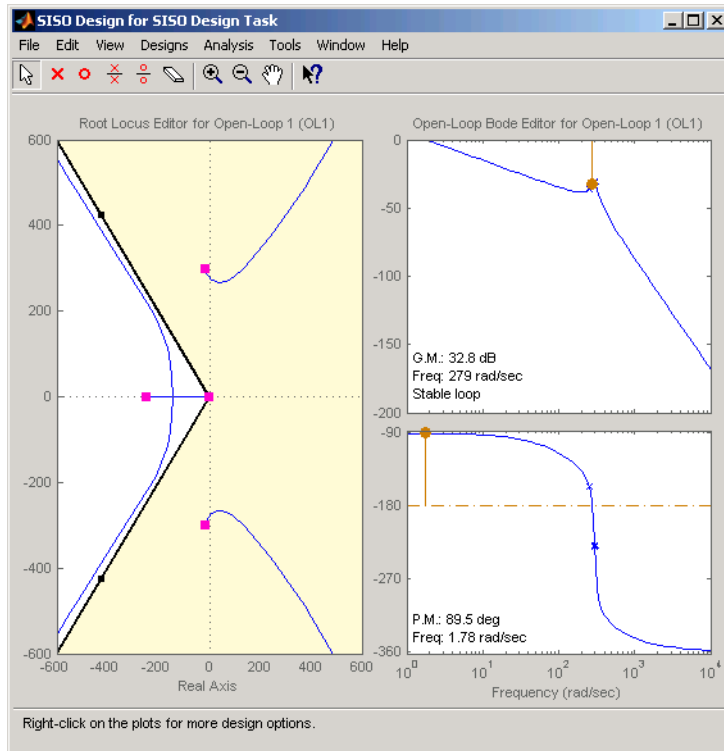 SISO Design for SISO Design Task
File Edit View Designs Analysis Tools Window Help
Root Locus Editor for Open-Loop 1 (OL1)
600
400
200
0
-200
-400
-600
-600 -400 -200 0 200 400 600
Real Axis
Open-Loop Bode Editor for Open-Loop 1 (OL1)
0
-50
-100
-150
-200
G.M.: 32.8 dB
Freq: 279 rad/sec
Stable loop
-90
-180
-270
-360
P.M.: 89.5 deg
Freq: 1.78 rad/sec
10^0 10^1 10^2 10^3 10^4
Frequency (rad/sec)
Right-click on the plots for more design options.